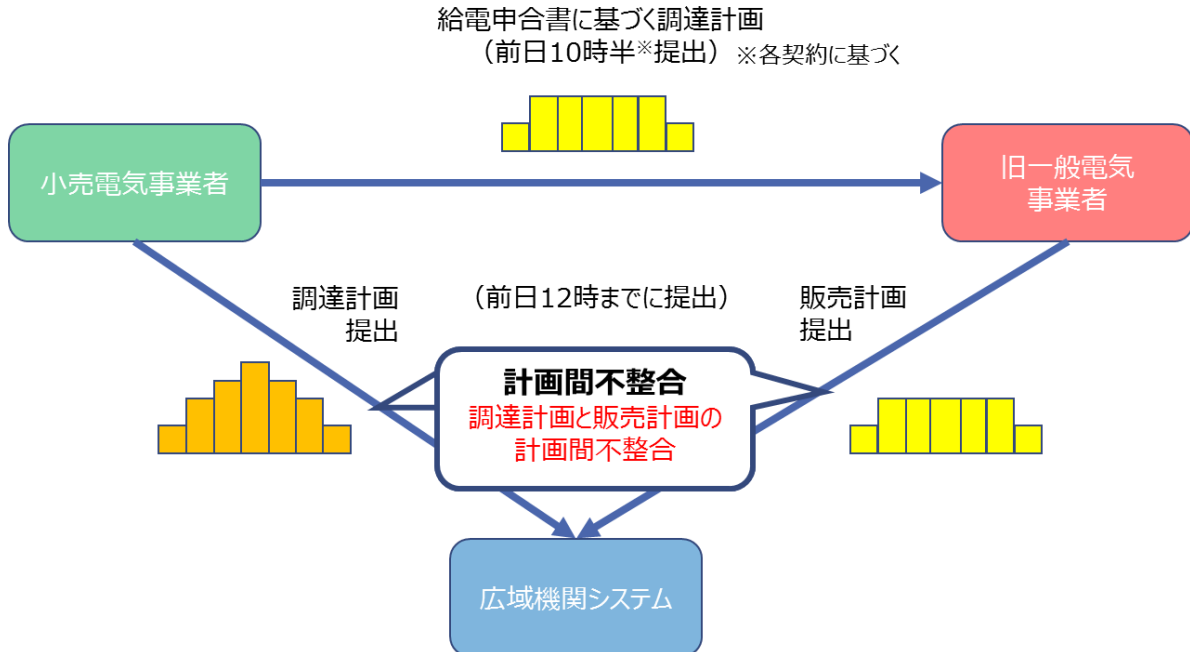 給電申合書に基づく調達計画
（前日10時半※提出）※各契約に基づく
小売電気事業者
旧一般電気
事業者
調達計画
提出
（前日12時までに提出）
販売計画
提出
計画間不整合
調達計画と販売計画の
計画間不整合
広域機関システム